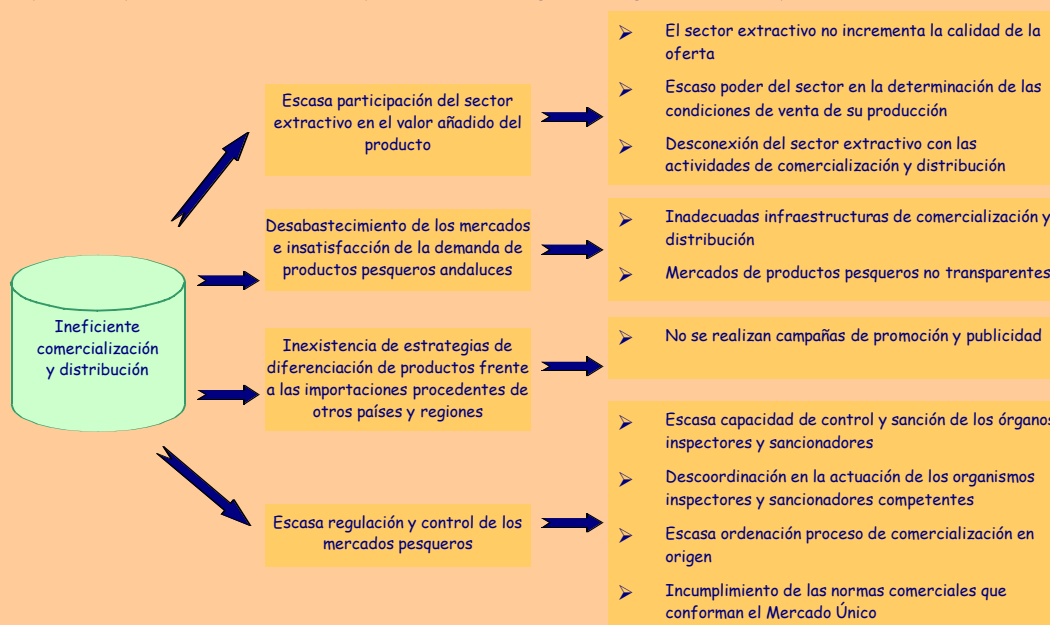 Ineficiente
comercialización
y distribución
Escasa participación del sector
extractivo en el valor añadido del
producto
El sector extractivo no incrementa la calidad de la
oferta
Escaso poder del sector en la determinación de las
condiciones de venta de su producción
Desconexión del sector extractivo con las
actividades de comercialización y distribución
Desabastecimiento de los mercados
e insatisfacción de la demanda de
productos pesqueros andaluces
Inadecuadas infraestructuras de comercialización y
distribución
Mercados de productos pesqueros no transparentes
Inexistencia de estrategias de
diferenciación de productos frente
a las importaciones procedentes de
otros países y regiones
No se realizan campañas de promoción y publicidad
Escasa regulación y control de los
mercados pesqueros
Escasa capacidad de control y sanción de los órganos
inspectores y sancionadores
Descoordinación en la actuación de los organismos
inspectores y sancionadores competentes
Escasa ordenación proceso de comercialización en
origen
Incumplimiento de las normas comerciales que
conforman el Mercado Único